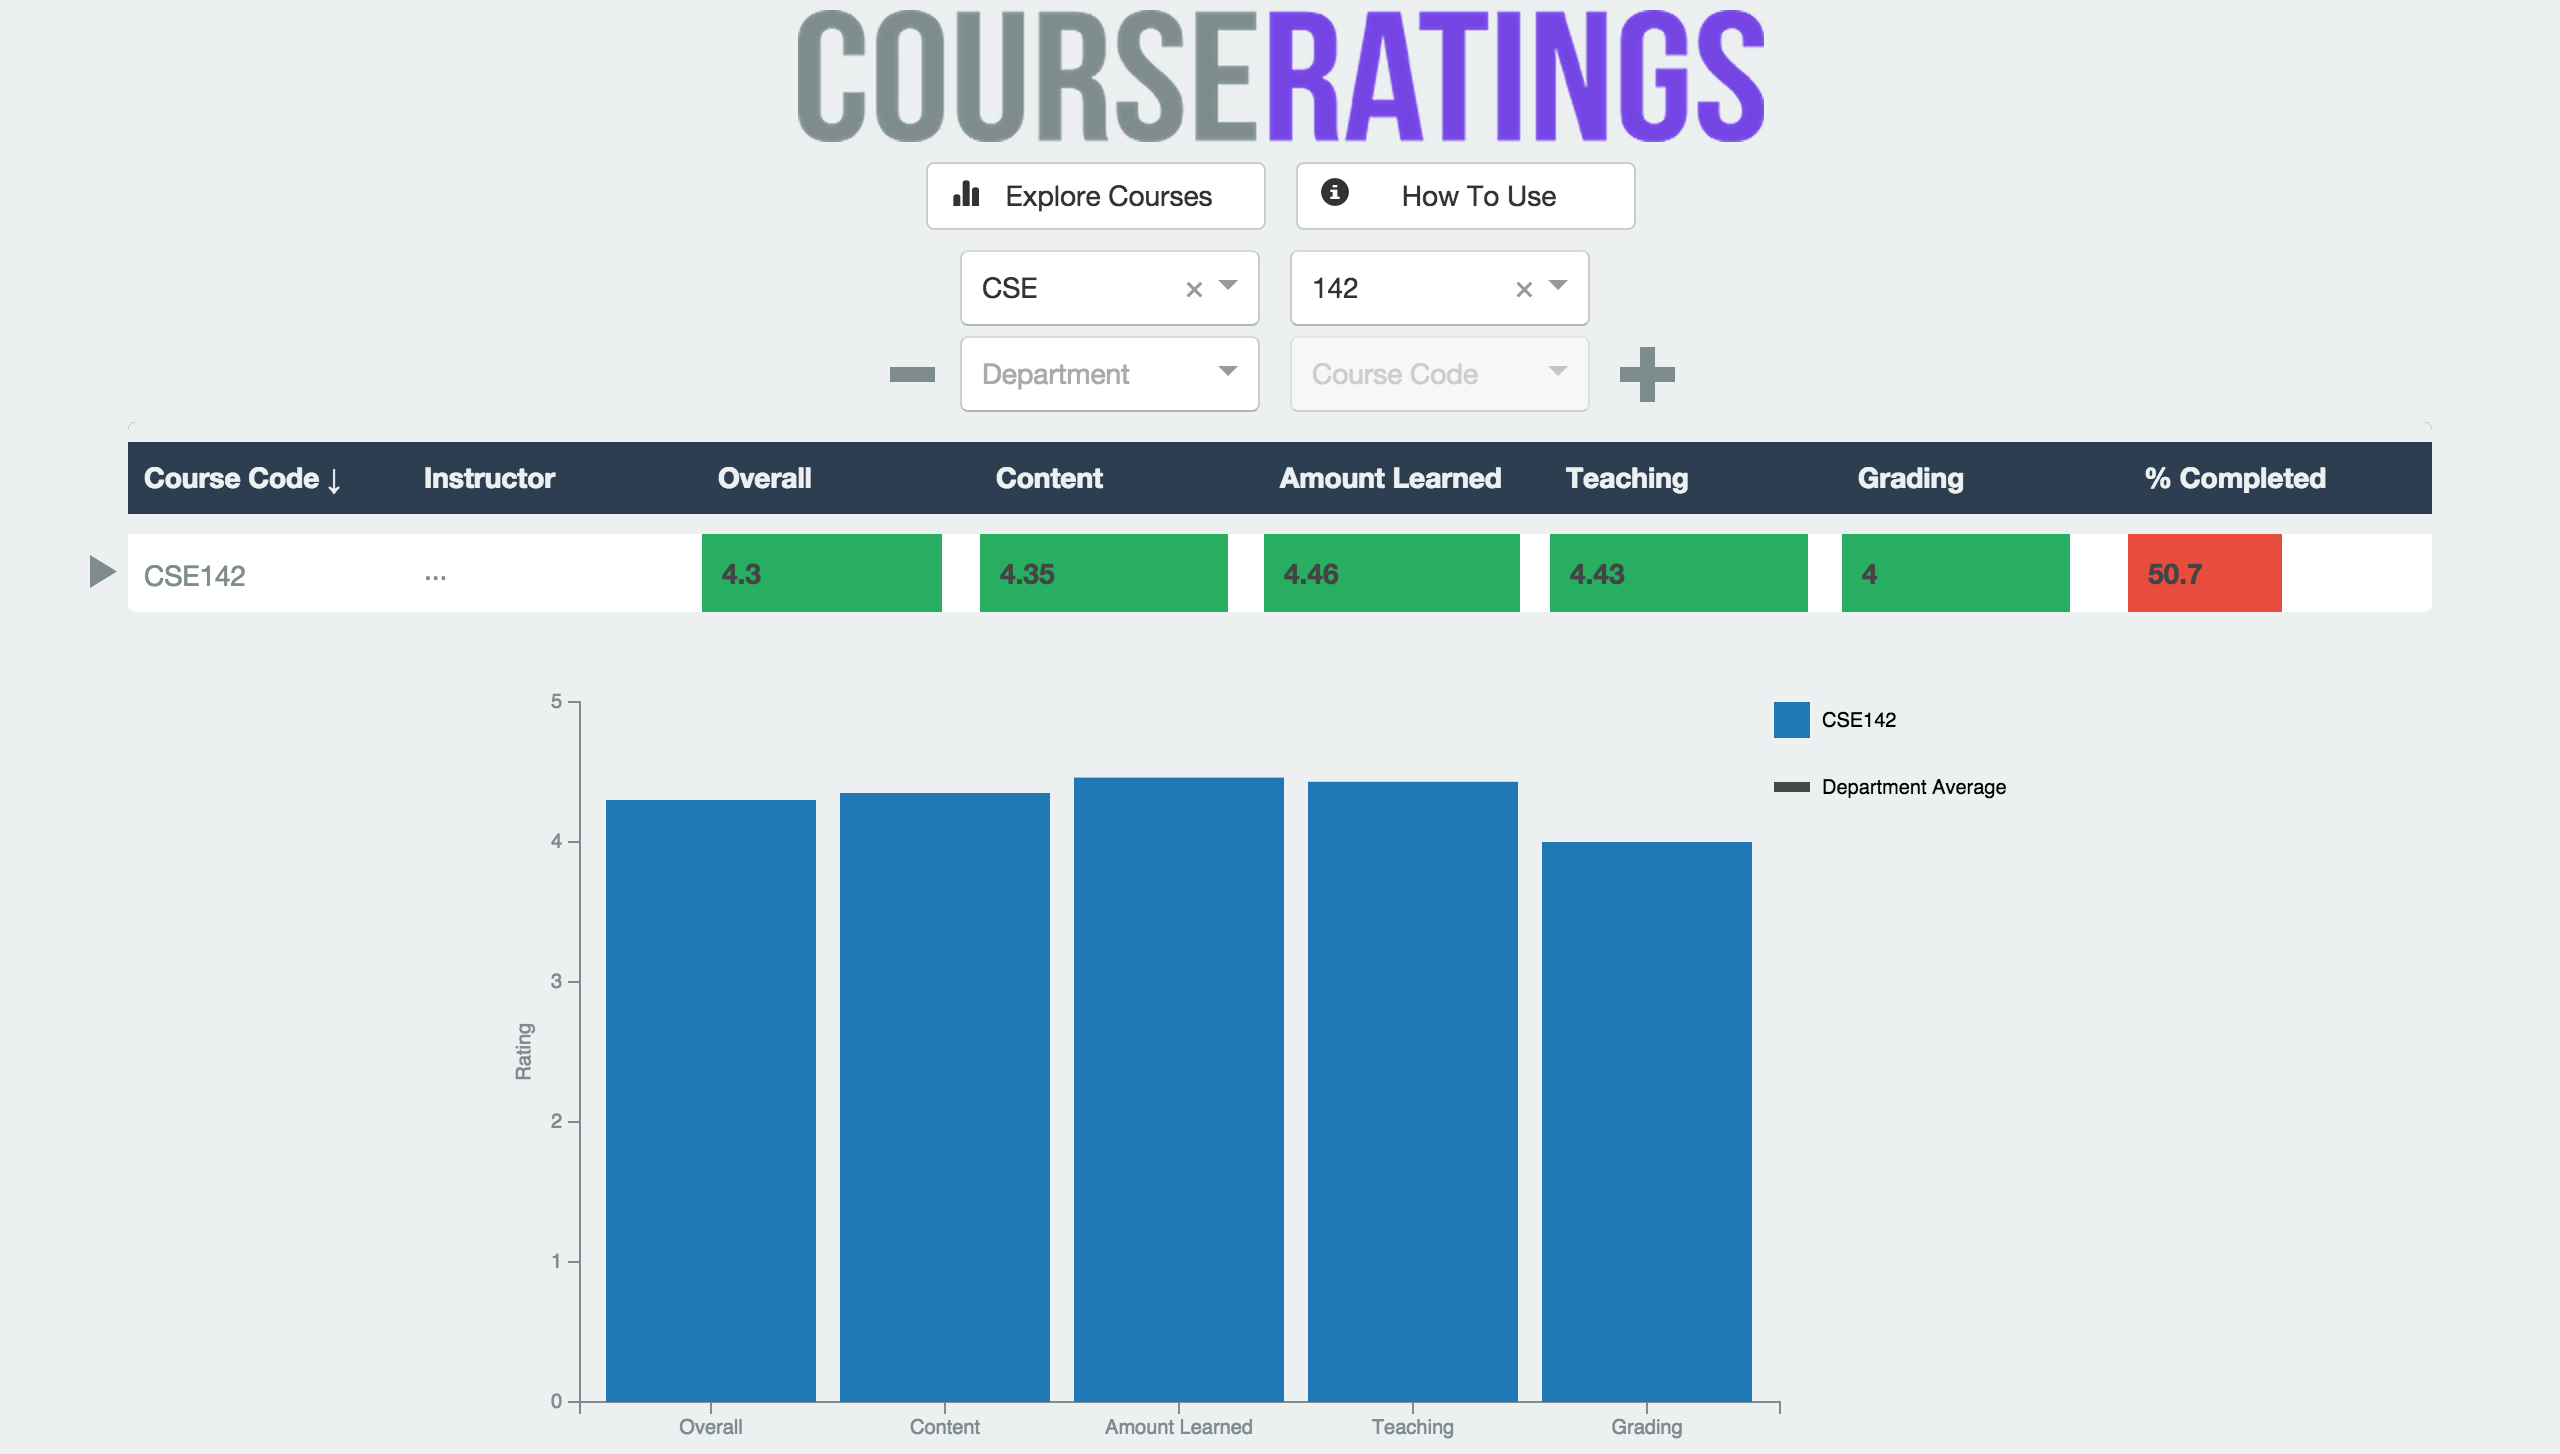 COURSERATINGS
Explore Courses How To Use
CSE × 142 ×
Department Course Code
Course Code ↓ Instructor Overall Content Amount Learned Teaching Grading % Completed
CSE142 ... 4.3 4.35 4.46 4.43 4 50.7
5
4
3
2
1
0
Rating
Overall Content Amount Learned Teaching Grading
CSE142
Department Average